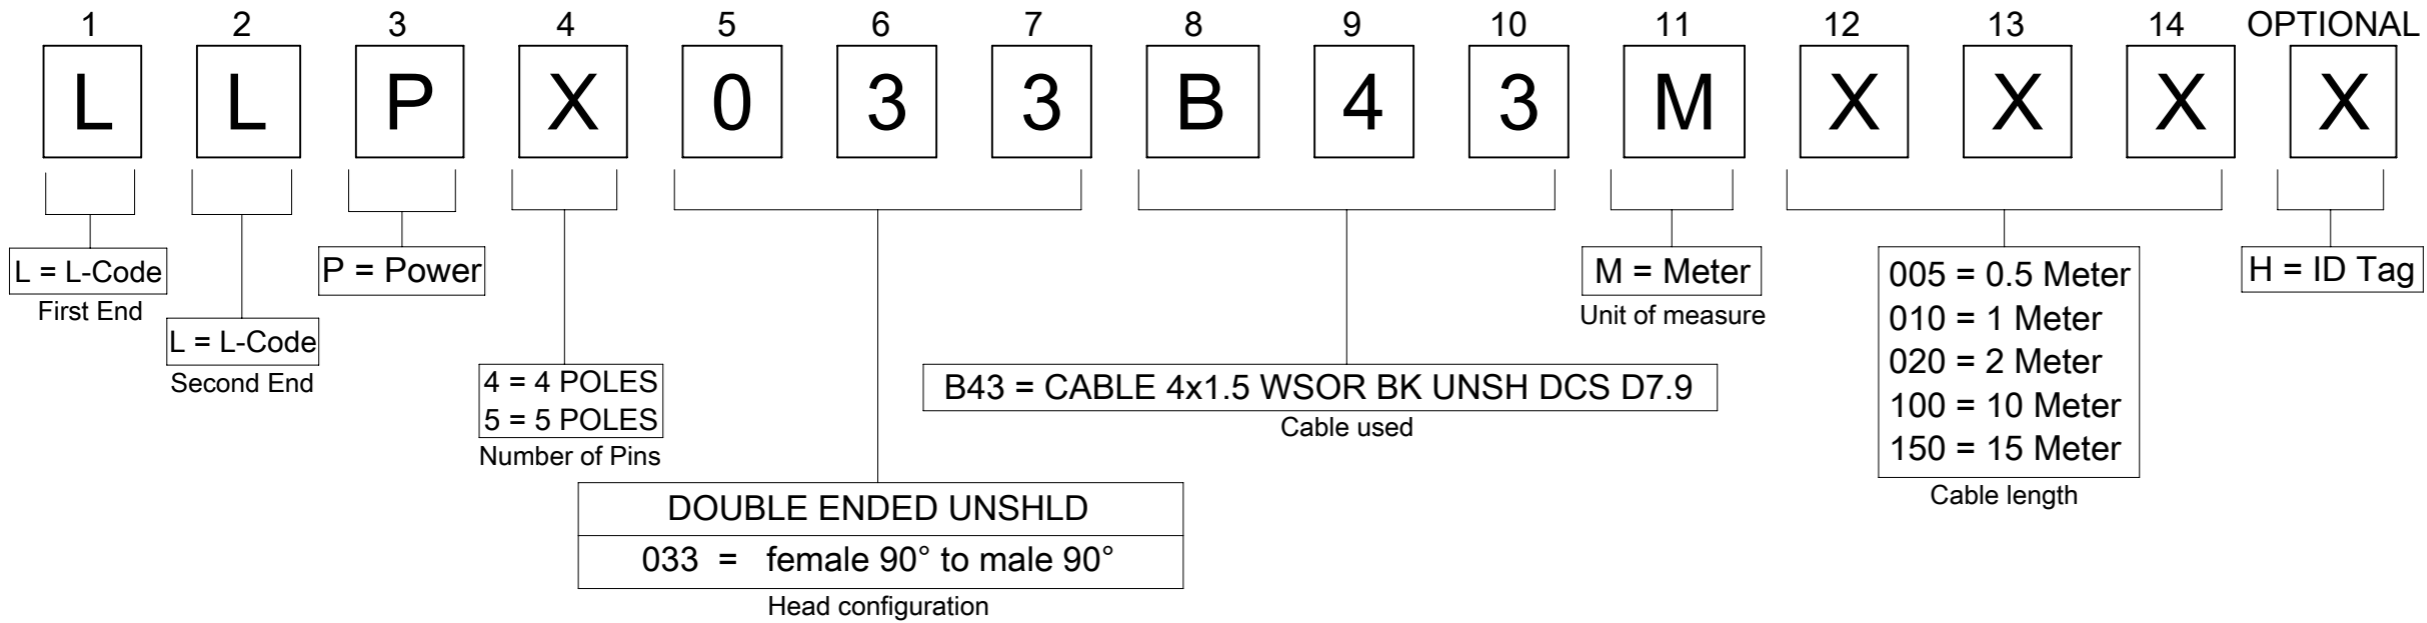 1 2 3 4 5 6 7 8 9 10 11 12 13 14 OPTIONAL
L L P X 0 3 3 B 4 3 M X X X X
L = L-Code
First End
L = L-Code
Second End
P = Power
4 = 4 POLES
5 = 5 POLES
Number of Pins
DOUBLE ENDED UNSHLD
033 = female 90° to male 90°
Head configuration
B43 = CABLE 4x1.5 WSOR BK UNSH DCS D7.9
Cable used
M = Meter
Unit of measure
005 = 0.5 Meter
010 = 1 Meter
020 = 2 Meter
100 = 10 Meter
150 = 15 Meter
Cable length
H = ID Tag